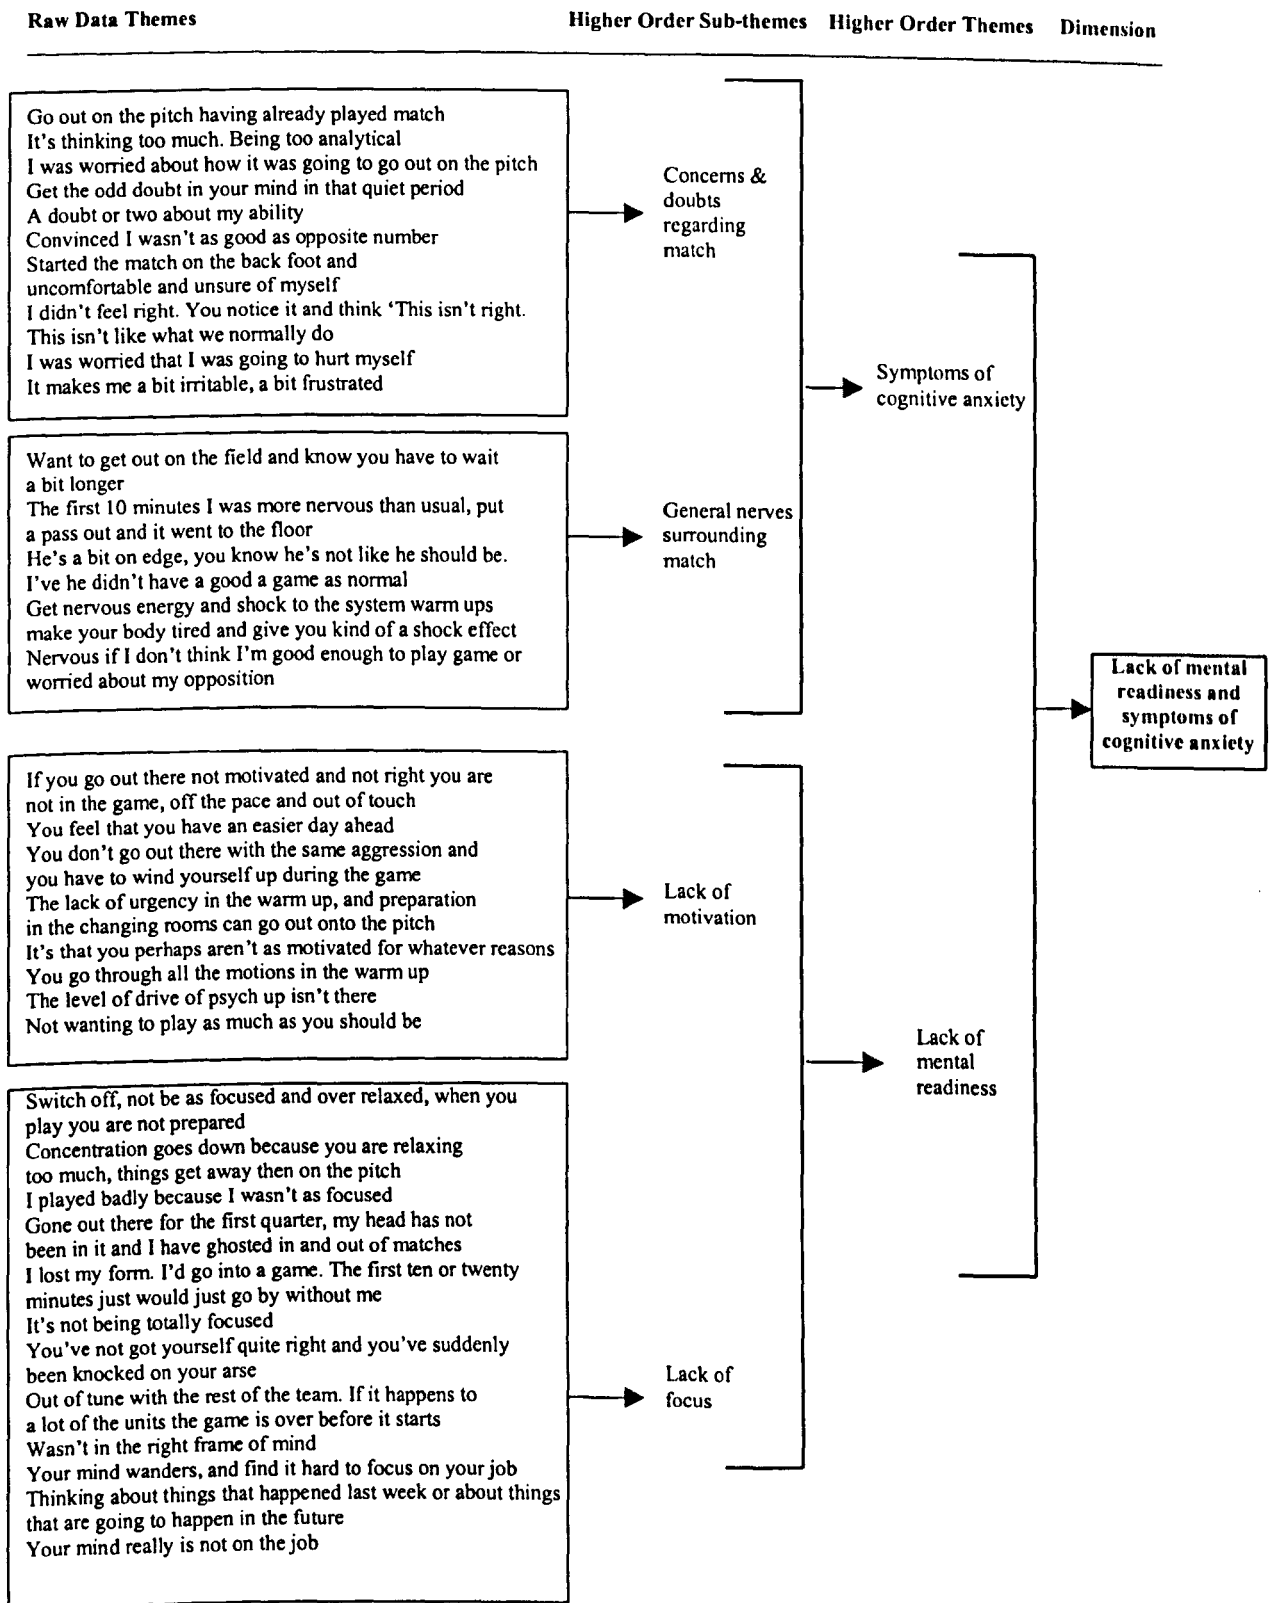 Raw Data Themes
Higher Order Sub-themes
Higher Order Themes
Dimension
Go out on the pitch having already played match
It's thinking too much. Being too analytical
I was worried about how it was going to go out on the pitch
Get the odd doubt in your mind in that quiet period
A doubt or two about my ability
Convinced I wasn't as good as opposite number
Started the match on the back foot and
uncomfortable and unsure of myself
I didn't feel right. You notice it and think ‘This isn't right.
This isn't like what we normally do
I was worried that I was going to hurt myself
It makes me a bit irritable, a bit frustrated
Concerns &
doubts
regarding
match
Want to get out on the field and know you have to wait
a bit longer
The first 10 minutes I was more nervous than usual, put
a pass out and it went to the floor
He's a bit on edge, you know he's not like he should be.
I've he didn't have a good a game as normal
Get nervous energy and shock to the system warm ups
make your body tired and give you kind of a shock effect
Nervous if I don't think I'm good enough to play game or
worried about my opposition
General nerves
surrounding
match
Symptoms of
cognitive anxiety
If you go out there not motivated and not right you are
not in the game, off the pace and out of touch
You feel that you have an easier day ahead
You don't go out there with the same aggression and
you have to wind yourself up during the game
The lack of urgency in the warm up, and preparation
in the changing rooms can go out onto the pitch
It's that you perhaps aren't as motivated for whatever reasons
You go through all the motions in the warm up
The level of drive of psych up isn't there
Not wanting to play as much as you should be
Lack of
motivation
Switch off, not be as focused and over relaxed, when you
play you are not prepared
Concentration goes down because you are relaxing
too much, things get away then on the pitch
I played badly because I wasn't as focused
Gone out there for the first quarter, my head has not
been in it and I have ghosted in and out of matches
I lost my form. I'd go into a game. The first ten or twenty
minutes just would just go by without me
It's not being totally focused
You've not got yourself quite right and you've suddenly
been knocked on your arse
Out of tune with the rest of the team. If it happens to
a lot of the units the game is over before it starts
Wasn't in the right frame of mind
Your mind wanders, and find it hard to focus on your job
Thinking about things that happened last week or about things
that are going to happen in the future
Your mind really is not on the job
Lack of
focus
Lack of
mental
readiness
Lack of mental
readiness and
symptoms of
cognitive anxiety